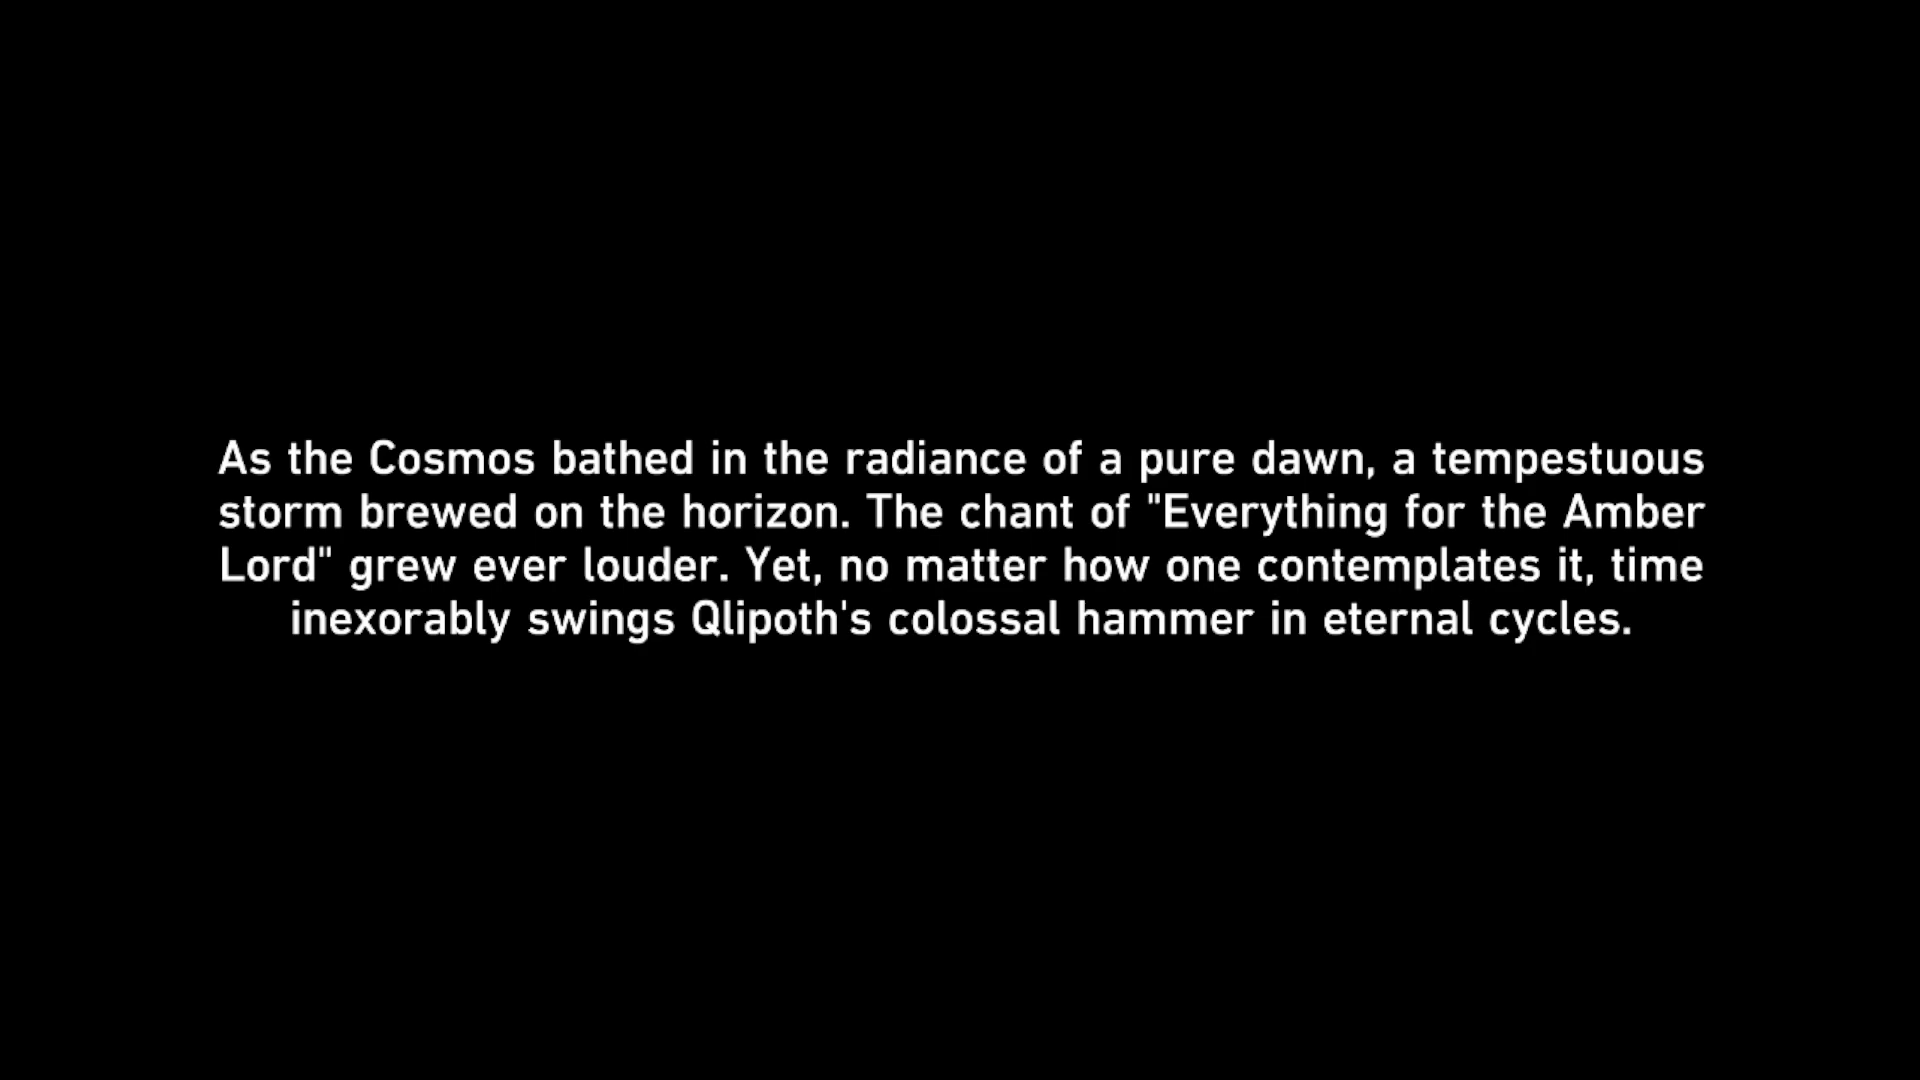 As the Cosmos bathed in the radiance of a pure dawn, a tempestuous
storm brewed on the horizon. The chant of "Everything for the Amber
Lord" grew ever louder. Yet, no matter how one contemplates it, time
inexorably swings Qlipoth's colossal hammer in eternal cycles.